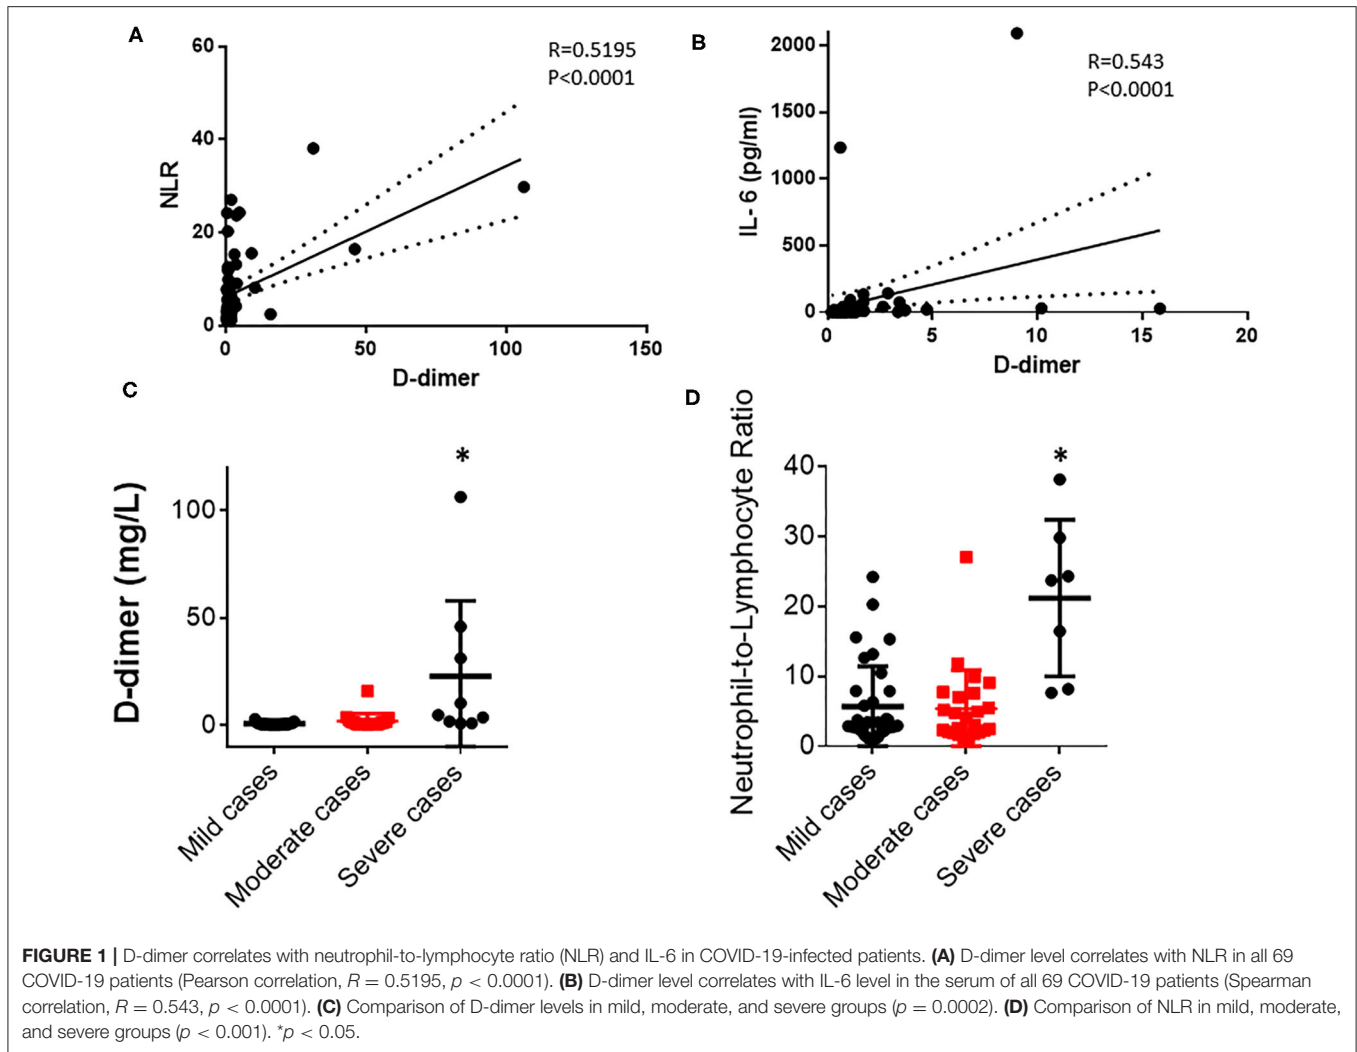 A
60
40
20
0
NLR
R=0.5195
P<0.0001
0
50
100
150
D-dimer
B
2000
1500
1000
500
0
IL- 6 (pg/ml)
R=0.543
P<0.0001
0
5
10
15
20
D-dimer
C
D-dimer (mg/L)
100
50
0
*
Mild cases
Moderate cases
Severe cases
D
Neutrophil-to-Lymphocyte Ratio
40
30
20
10
0
*
Mild cases
Moderate cases
Severe cases
FIGURE 1 | D-dimer correlates with neutrophil-to-lymphocyte ratio (NLR) and IL-6 in COVID-19-infected patients. (A) D-dimer level correlates with NLR in all 69
COVID-19 patients (Pearson correlation, R = 0.5195, p < 0.0001). (B) D-dimer level correlates with IL-6 level in the serum of all 69 COVID-19 patients (Spearman
correlation, R = 0.543, p < 0.0001). (C) Comparison of D-dimer levels in mild, moderate, and severe groups (p = 0.0002). (D) Comparison of NLR in mild, moderate,
and severe groups (p < 0.001). *p < 0.05.